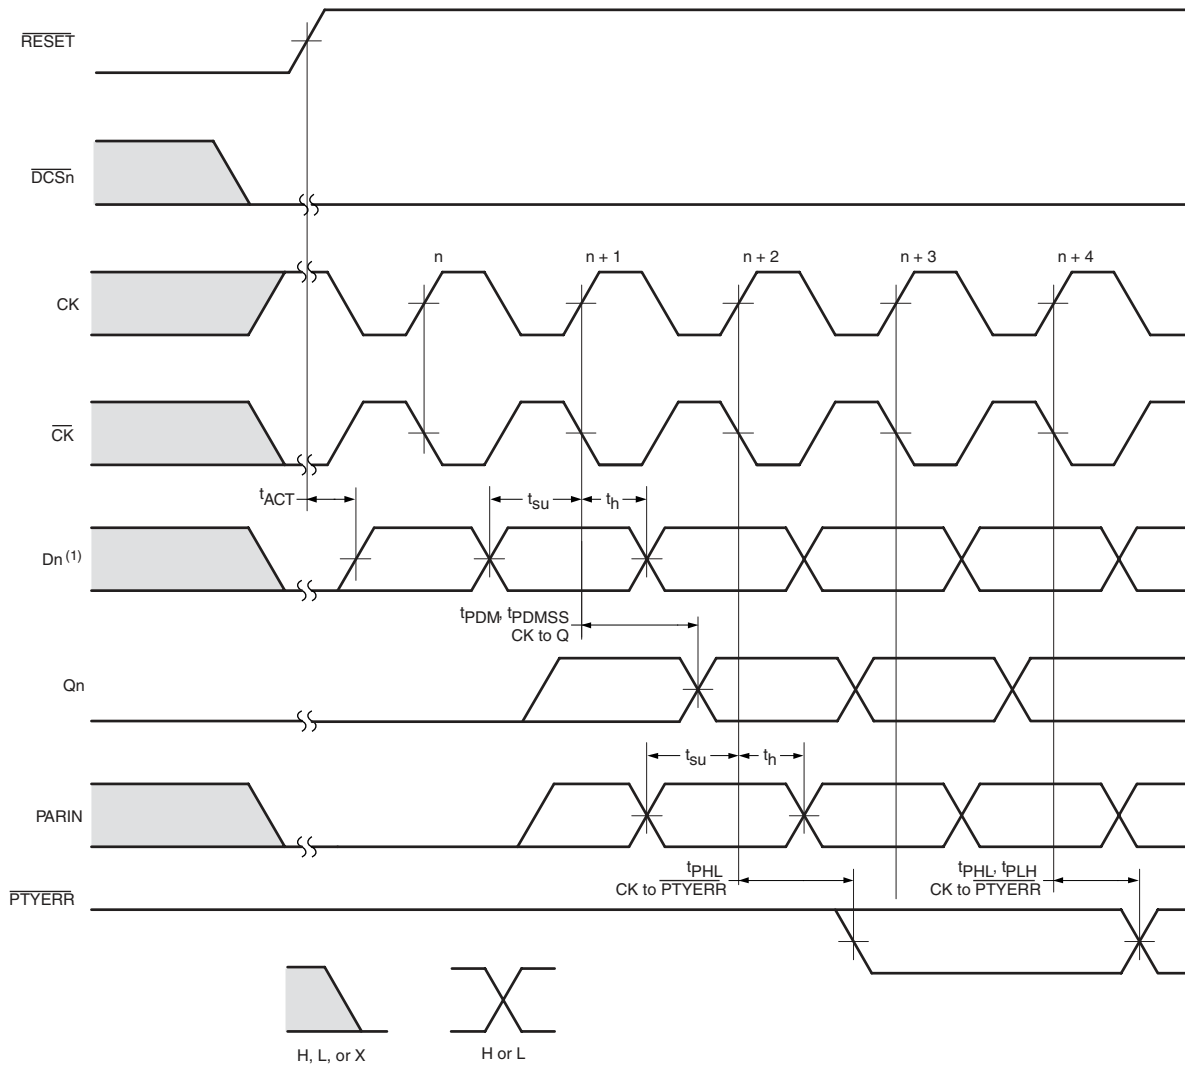 RESET
DCSn
n n + 1 n + 2 n + 3 n + 4
CK
CK
tACT
tsu th
Dn(1)
tPDM, tPDMSS
CK to Q
Qn
tsu th
PARIN
tPHL
CK to PTYERR
tPHL, tPLH
CK to PTYERR
PTYERR
H, L, or X
H or L